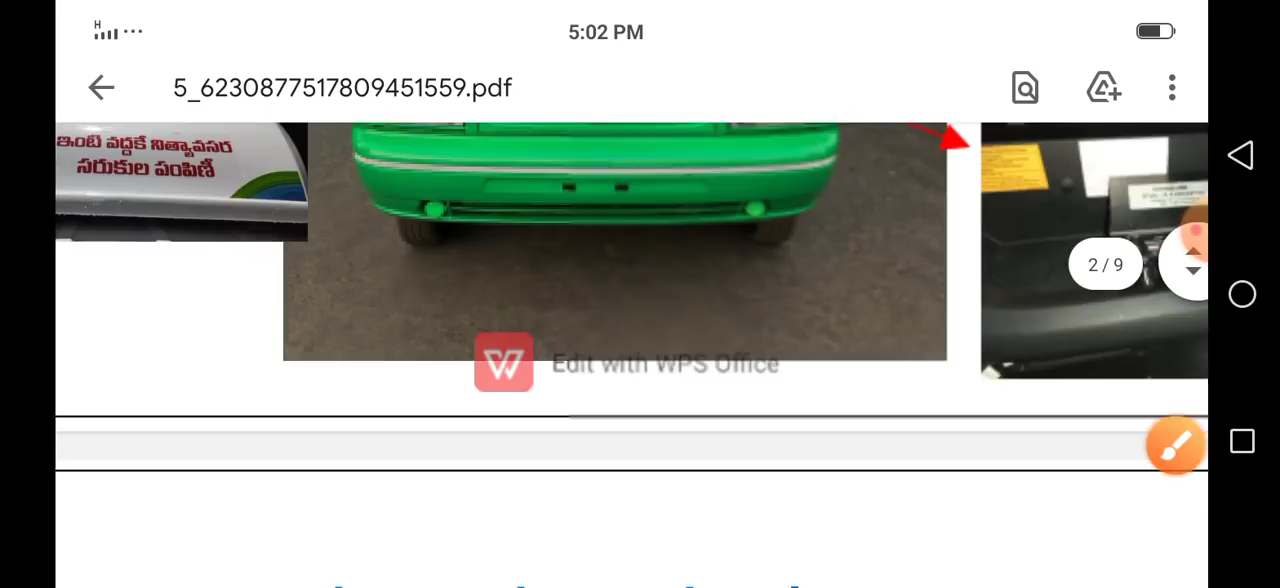 H
5:02 PM
5_6230877517809451559.pdf
ఇంటి వద్దకే నిత్యావసర
సరుకుల పంపిణీ
2 / 9
Edit with WPS Office